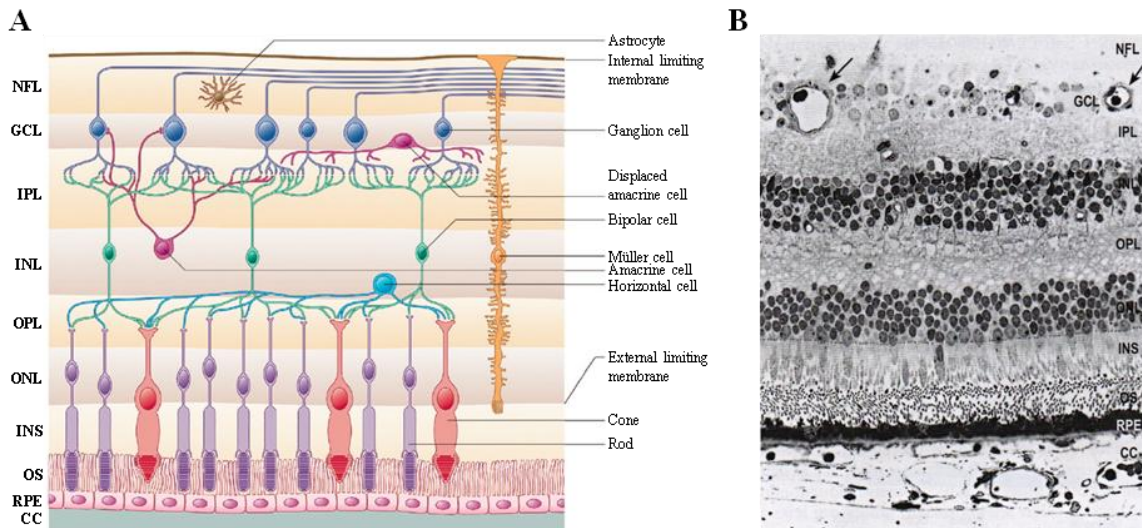 A
NFL
GCL
IPL
INL
OPL
ONL
INS
OS
RPE
CC
Astrocyte
Internal limiting
membrane
Ganglion cell
Displaced
amacrine cell
Bipolar cell
Müller cell
Amacrine cell
Horizontal cell
External limiting
membrane
Cone
Rod
B
NFL
GCL
IPL
INL
OPL
ONL
INS
OS
RPE
CC